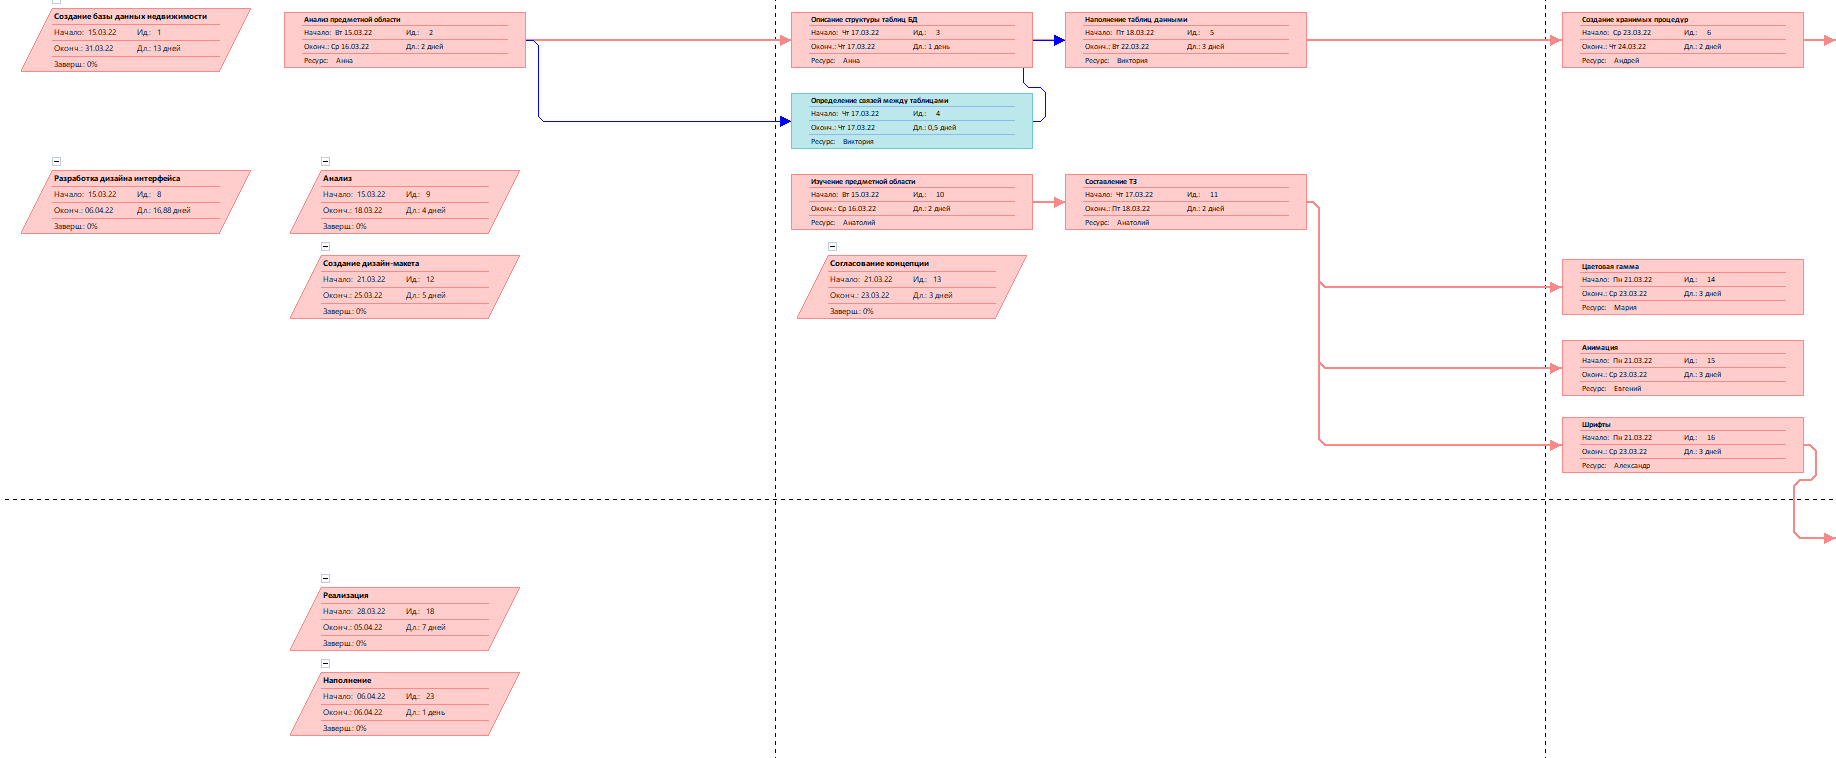 Создание базы данных недвижимости
Начало: 15.03.22 Ид.: 1
Оконч.: 31.03.22 Дл.: 13 дней
Заверш.: 0%
Анализ предметной области
Начало: Вт 15.03.22 Ид.: 2
Оконч.: Ср 16.03.22 Дл.: 2 дней
Ресурс: Анна
Описание структуры таблиц БД
Начало: Чт 17.03.22 Ид.: 3
Оконч.: Чт 17.03.22 Дл.: 1 день
Ресурс: Анна
Наполнение таблиц данными
Начало: Пт 18.03.22 Ид.: 5
Оконч.: Вт 22.03.22 Дл.: 3 дней
Ресурс: Виктория
Создание хранимых процедур
Начало: Ср 23.03.22 Ид.: 6
Оконч.: Чт 24.03.22 Дл.: 2 дней
Ресурс: Андрей
Определение связей между таблицами
Начало: Чт 17.03.22 Ид.: 4
Оконч.: Чт 17.03.22 Дл.: 0,5 дней
Ресурс: Виктория
Разработка дизайна интерфейса
Начало: 15.03.22 Ид.: 8
Оконч.: 06.04.22 Дл.: 16,88 дней
Заверш.: 0%
Анализ
Начало: 15.03.22 Ид.: 9
Оконч.: 18.03.22 Дл.: 4 дней
Заверш.: 0%
Изучение предметной области
Начало: Вт 15.03.22 Ид.: 10
Оконч.: Ср 16.03.22 Дл.: 2 дней
Ресурс: Анатолий
Составление ТЗ
Начало: Чт 17.03.22 Ид.: 11
Оконч.: Пт 18.03.22 Дл.: 2 дней
Ресурс: Анатолий
Создание дизайн-макета
Начало: 21.03.22 Ид.: 12
Оконч.: 25.03.22 Дл.: 5 дней
Заверш.: 0%
Согласование концепции
Начало: 21.03.22 Ид.: 13
Оконч.: 23.03.22 Дл.: 3 дней
Заверш.: 0%
Цветовая гамма
Начало: Пн 21.03.22 Ид.: 14
Оконч.: Ср 23.03.22 Дл.: 3 дней
Ресурс: Мария
Анимация
Начало: Пн 21.03.22 Ид.: 15
Оконч.: Ср 23.03.22 Дл.: 3 дней
Ресурс: Евгений
Шрифты
Начало: Пн 21.03.22 Ид.: 16
Оконч.: Ср 23.03.22 Дл.: 3 дней
Ресурс: Александр
Реализация
Начало: 28.03.22 Ид.: 18
Оконч.: 05.04.22 Дл.: 7 дней
Заверш.: 0%
Наполнение
Начало: 06.04.22 Ид.: 23
Оконч.: 06.04.22 Дл.: 1 день
Заверш.: 0%